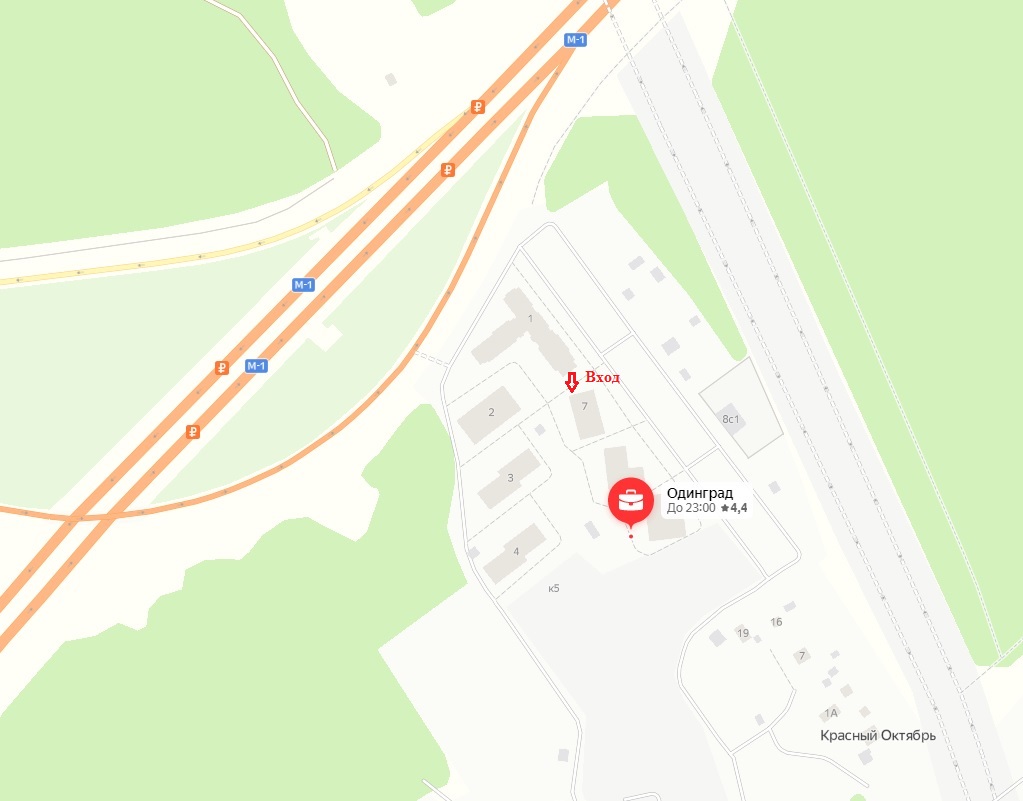 М-1
₽
₽
М-1
1
₽
М-1
Вход
7
2
8с1
₽
3
Одинград
До 23:00 ★4,4
4
к5
16
19
7
1А
Красный Октябрь